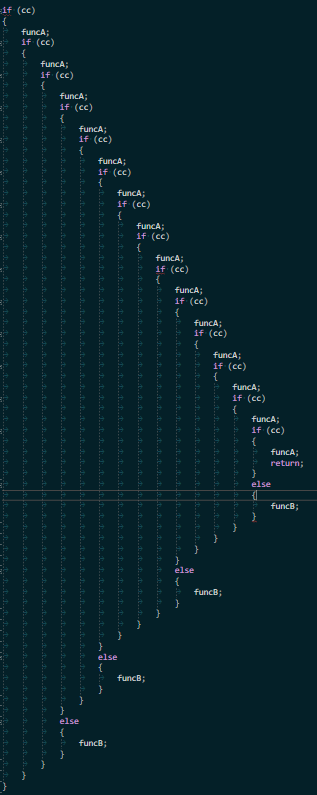 if (cc)
{
funcA;
if (cc)
{
funcA;
if (cc)
{
funcA;
if (cc)
{
funcA;
if (cc)
{
funcA;
if (cc)
{
funcA;
if (cc)
{
funcA;
if (cc)
{
funcA;
if (cc)
{
funcA;
if (cc)
{
funcA;
if (cc)
{
funcA;
if (cc)
{
funcA;
if (cc)
{
funcA;
if (cc)
{
funcA;
return;
}
else
{
funcB;
}
}
}
}
}
else
{
funcB;
}
}
}
}
}
else
{
funcB;
}
}
}
else
{
funcB;
}
}
}
}